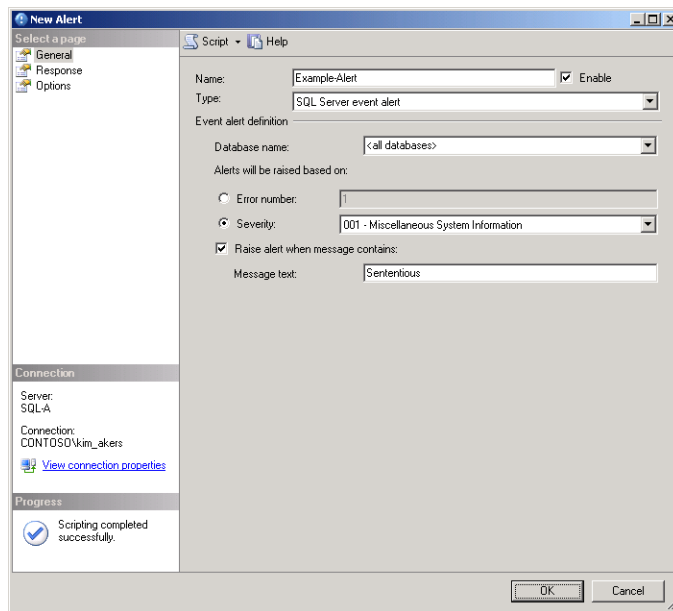 New Alert
Select a page
General
Response
Options
Script
Help
Name:
Example-Alert
Enable
Type:
SQL Server event alert
Event alert definition
Database name:
<all databases>
Alerts will be raised based on:
Error number:
1
Severity:
001 - Miscellaneous System Information
Raise alert when message contains:
Message text:
Sententious
Connection
Server:
SQL-A
Connection:
CONTOSO\kim_akers
View connection properties
Progress
Scripting completed
successfully.
OK
Cancel